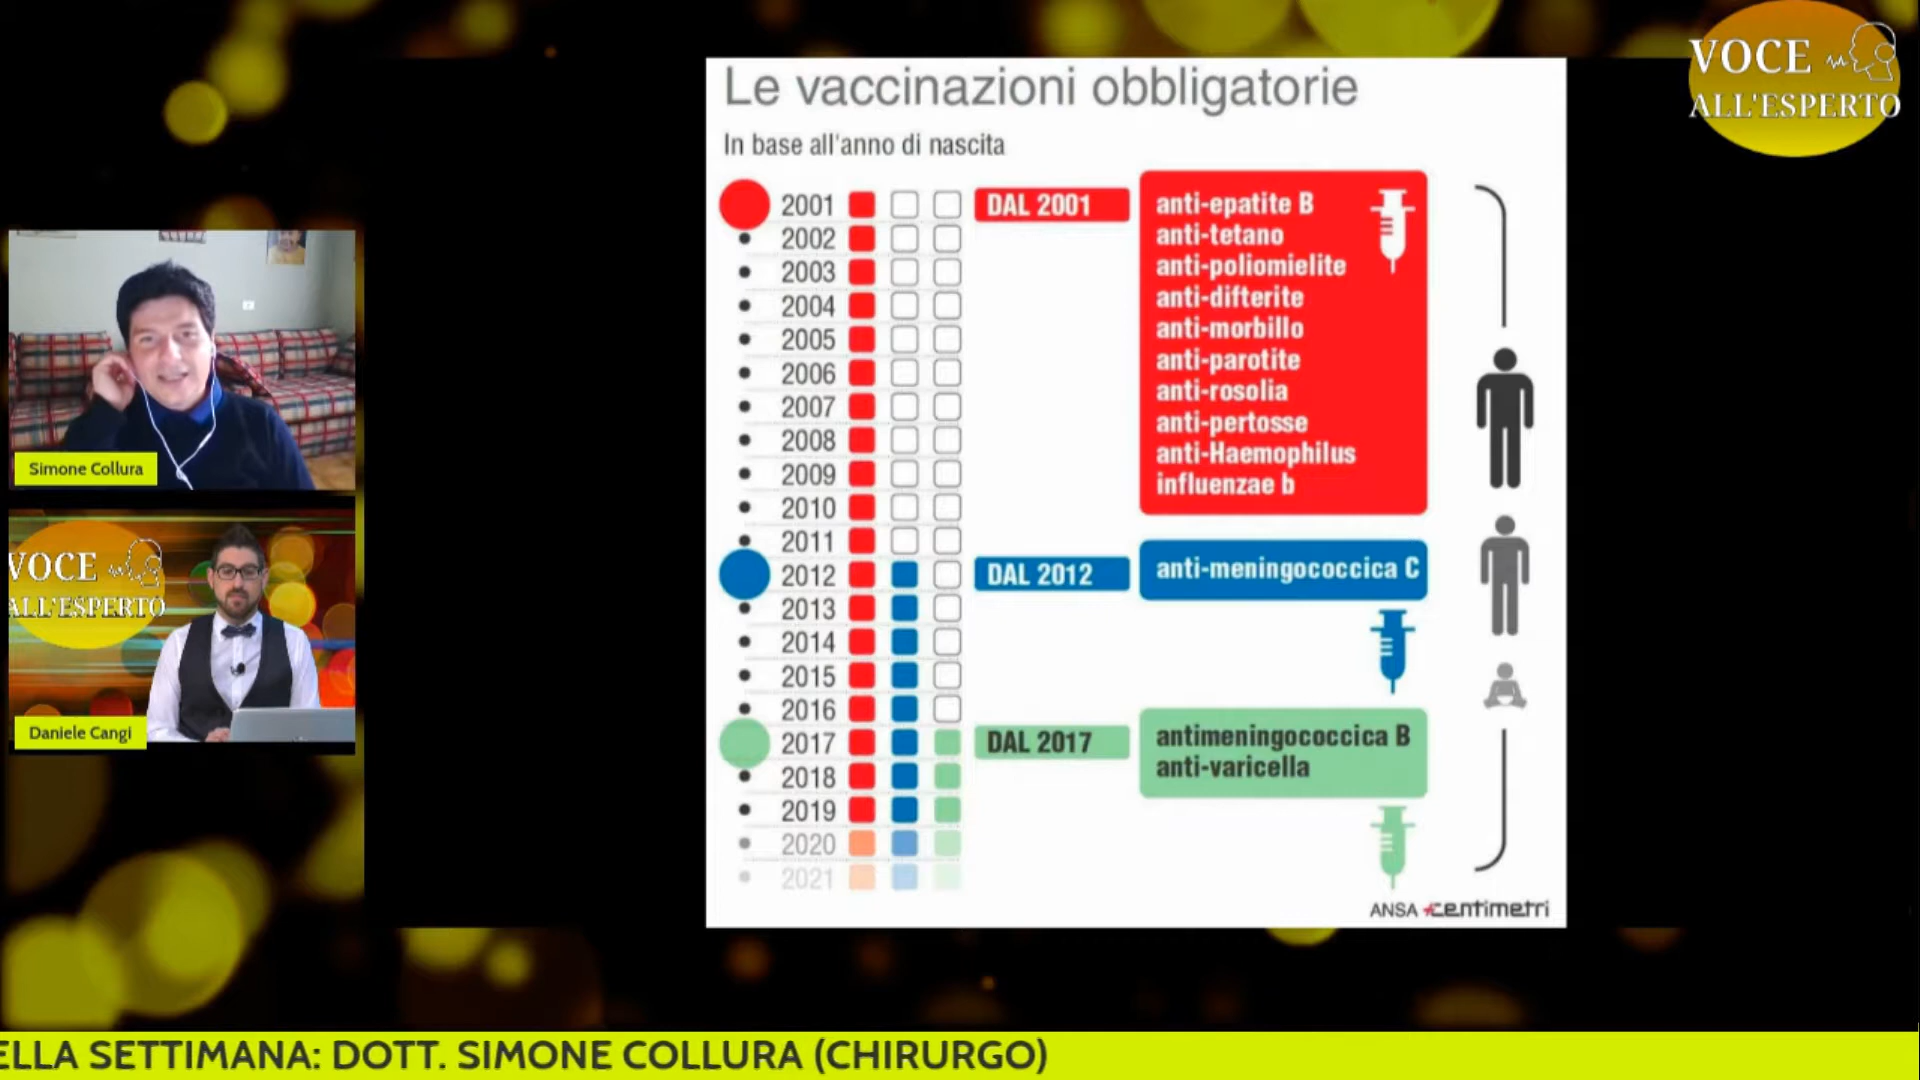 VOCE
ALL'ESPERTO
Le vaccinazioni obbligatorie
In base all'anno di nascita
2001
2002
2003
2004
2005
2006
2007
2008
2009
2010
2011
2012
2013
2014
2015
2016
2017
2018
2019
2020
2021
DAL 2001
anti-epatite B
anti-tetano
anti-poliomielite
anti-difterite
anti-morbillo
anti-parotite
anti-rosolia
anti-pertosse
anti-Haemophilus
influenzae b
DAL 2012
anti-meningococcica C
DAL 2017
antimeningococcica B
anti-varicella
ANSA centimetri
Simone Collura
VOCE
ALL'ESPERTO
Daniele Cangi
ELLA SETTIMANA: DOTT. SIMONE COLLURA (CHIRURGO)